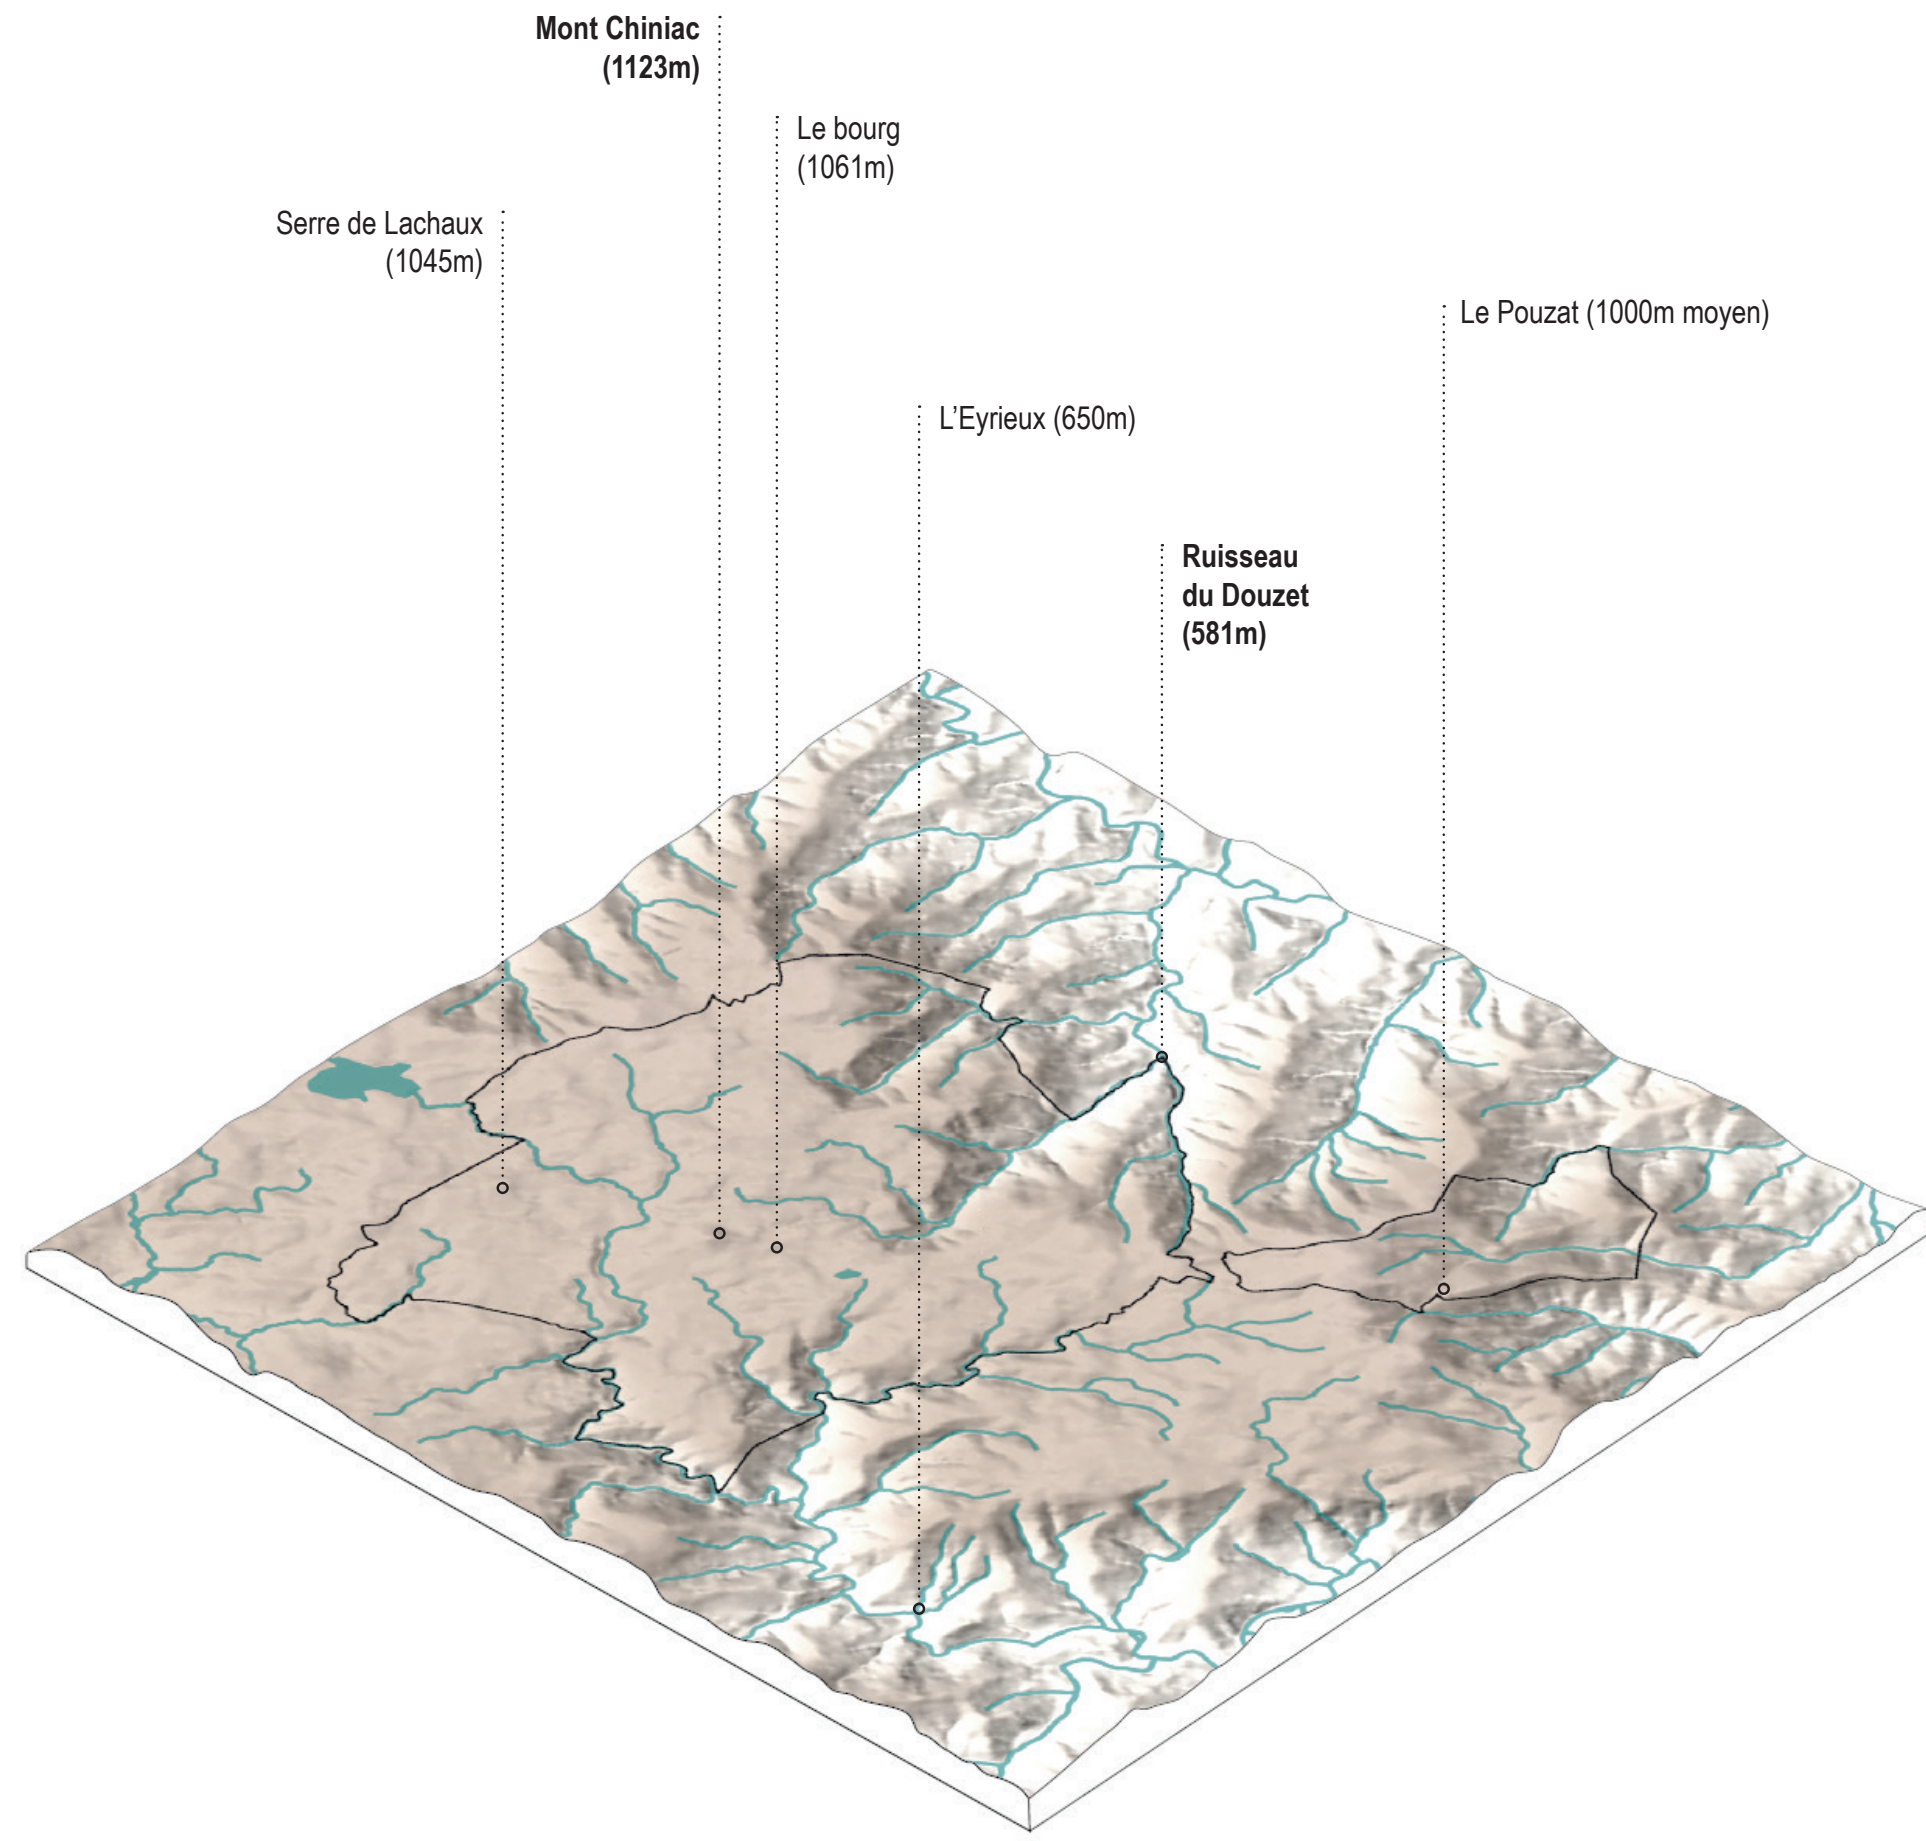 Mont Chiniac
(1123m)
Le bourg
(1061m)
Serre de Lachaux
(1045m)
Le Pouzat (1000m moyen)
L’Eyrieux (650m)
Ruisseau
du Douzet
(581m)